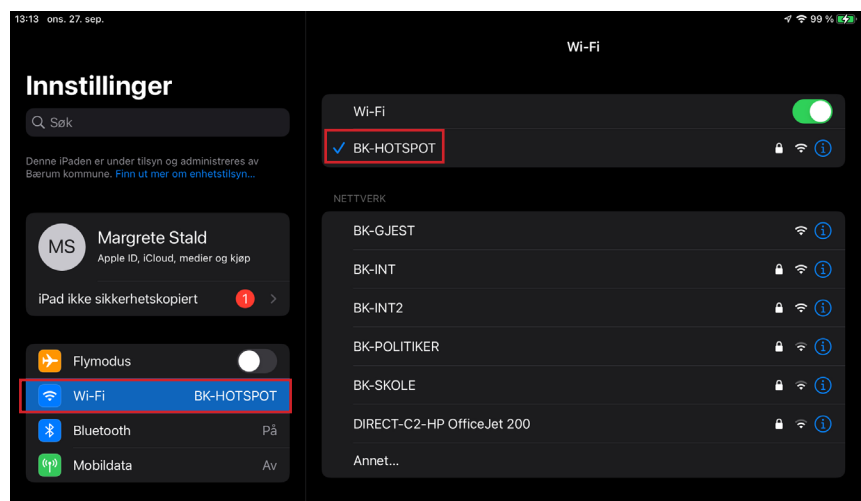 13:13 ons. 27. sep.
99 %
Innstillinger
Søk
Denne iPaden er under tilsyn og administreres av
Bærum kommune. Finn ut mer om enhetstilsyn...
MS
Margrete Stald
Apple ID, iCloud, medier og kjøp
iPad ikke sikkerhetskopiert 1
Flymodus
Wi-Fi BK-HOTSPOT
Bluetooth På
Mobildata Av
Wi-Fi
Wi-Fi
BK-HOTSPOT
NETTVERK
BK-GJEST
BK-INT
BK-INT2
BK-POLITIKER
BK-SKOLE
DIRECT-C2-HP OfficeJet 200
Annet...